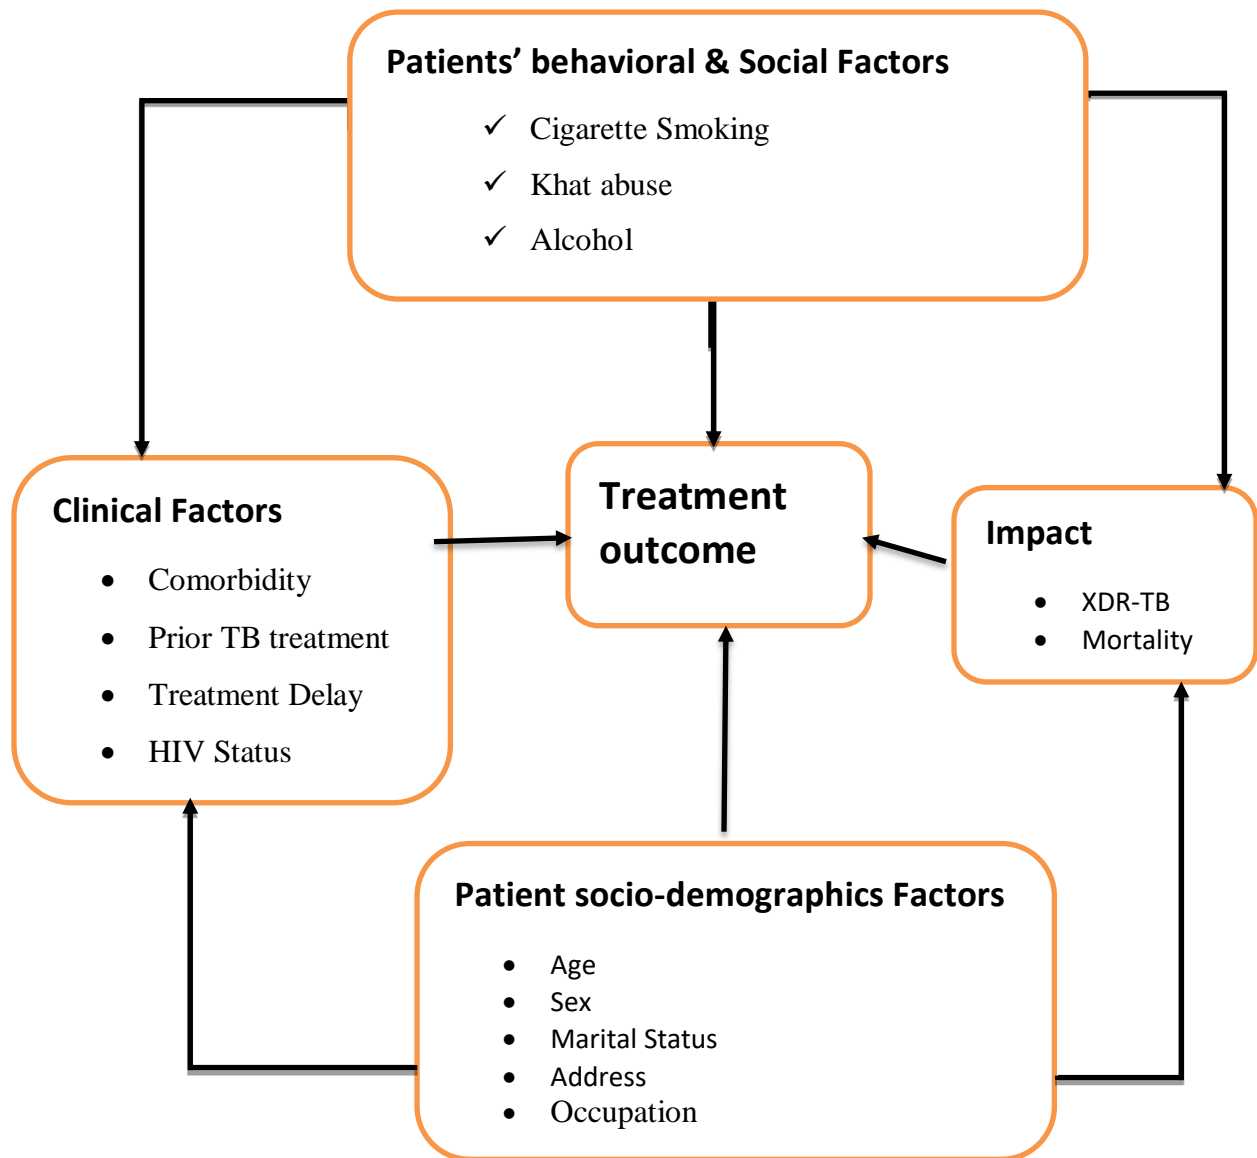 Patients’ behavioral & Social Factors
✓ Cigarette Smoking
✓ Khat abuse
✓ Alcohol
Clinical Factors
• Comorbidity
• Prior TB treatment
• Treatment Delay
• HIV Status
Treatment
outcome
Impact
• XDR-TB
• Mortality
Patient socio-demographics Factors
• Age
• Sex
• Marital Status
• Address
• Occupation